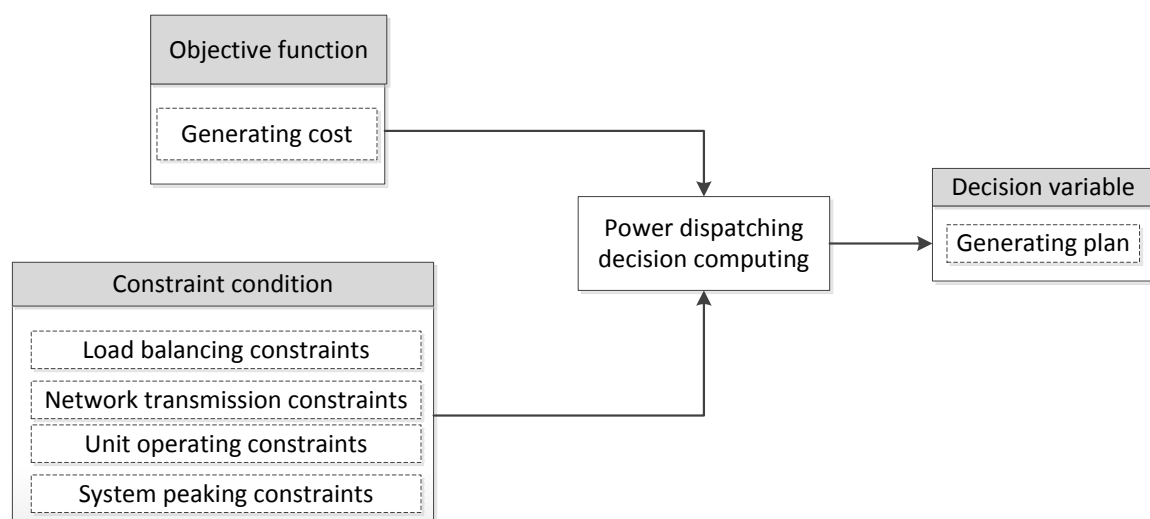 Objective function
Generating cost
Constraint condition
Load balancing constraints
Network transmission constraints
Unit operating constraints
System peaking constraints
Power dispatching
decision computing
Decision variable
Generating plan